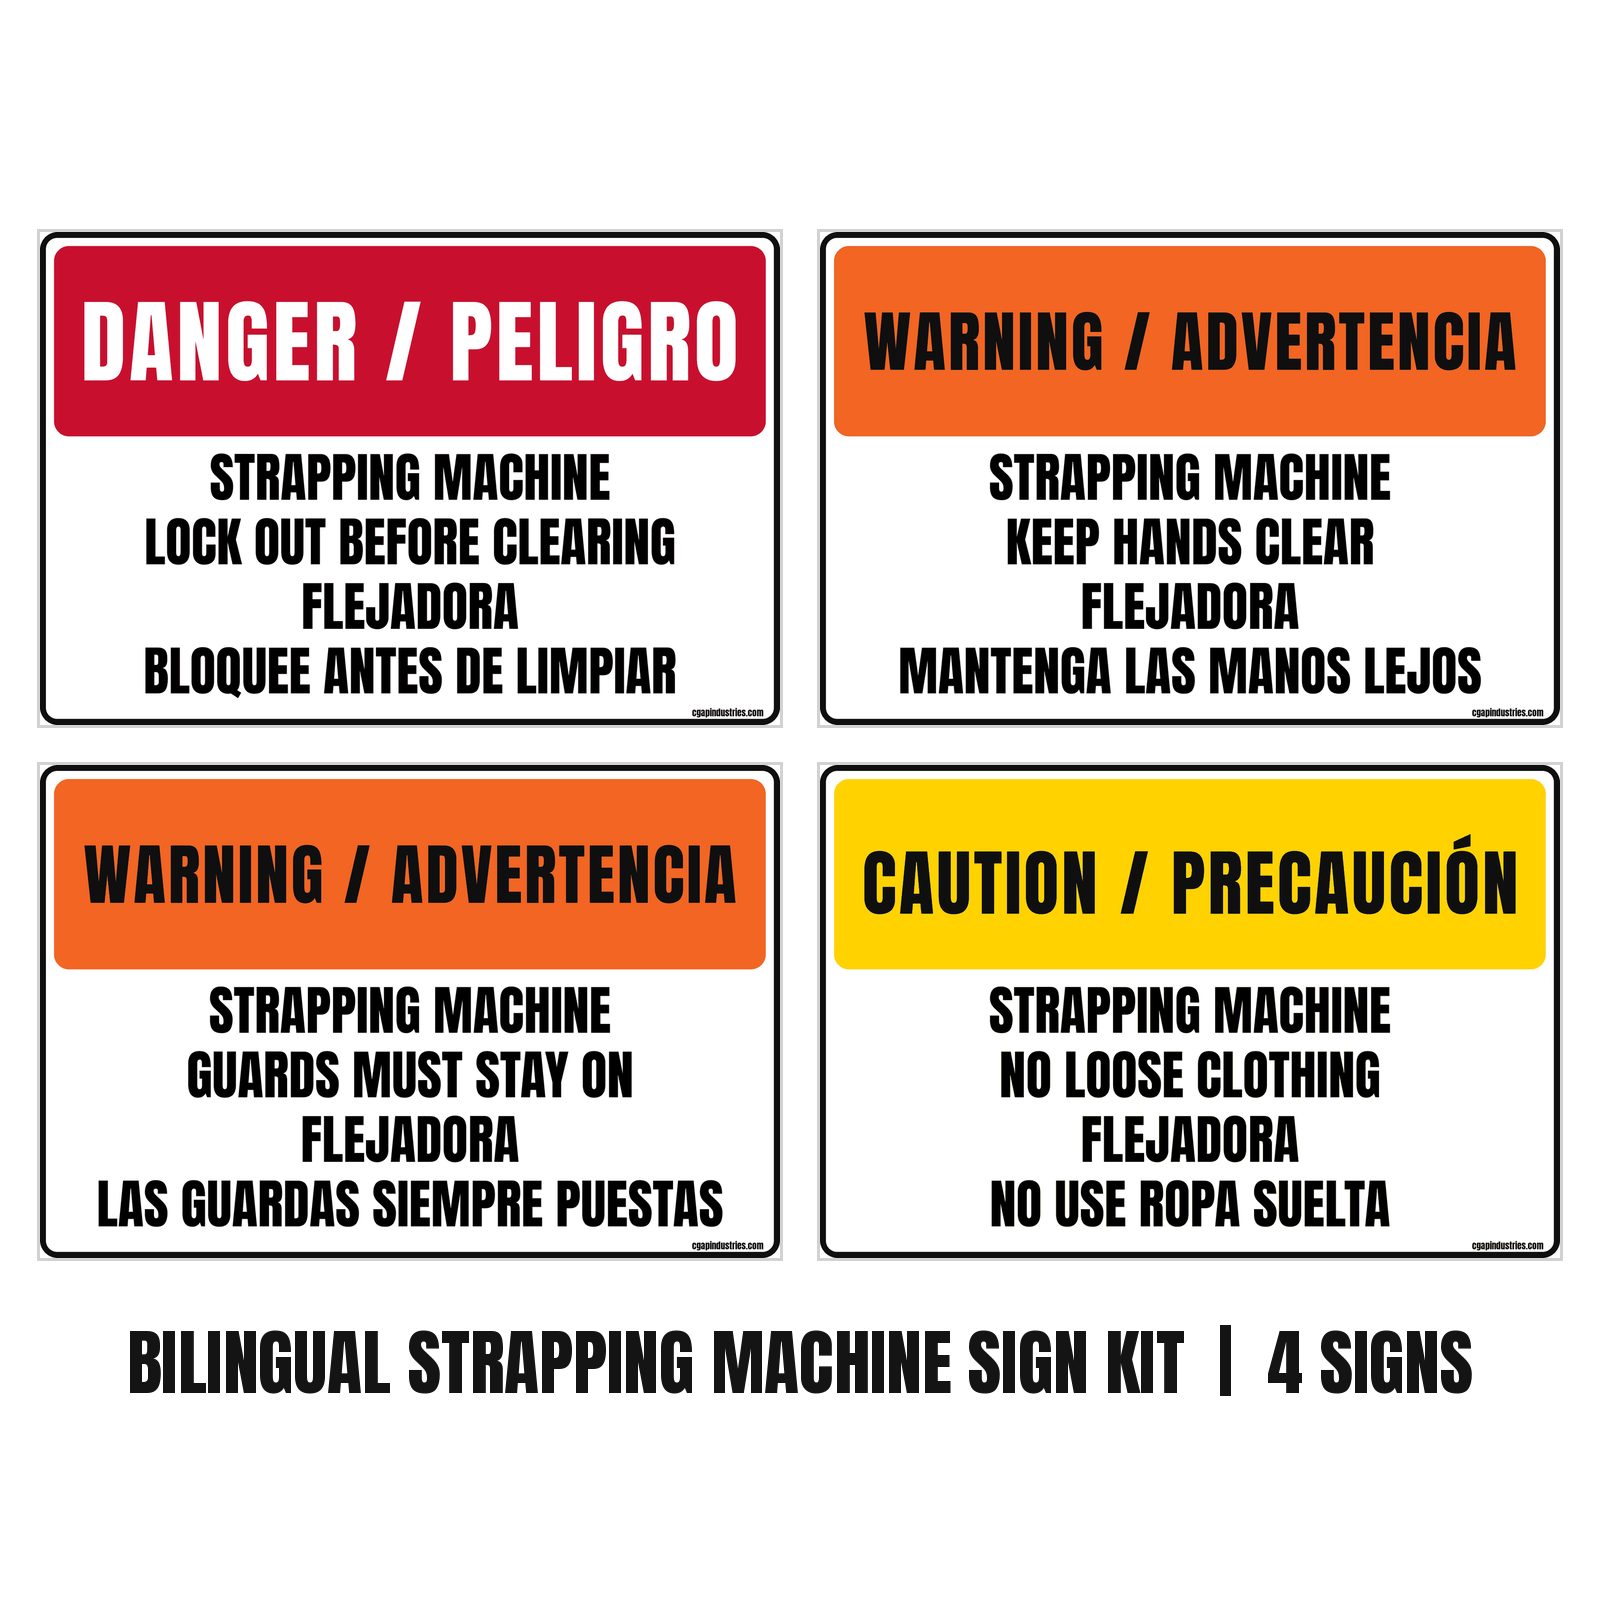 DANGER / PELIGRO
STRAPPING MACHINE
LOCK OUT BEFORE CLEARING
FLEJADORA
BLOQUEE ANTES DE LIMPIAR
cgapindustries.com
WARNING / ADVERTENCIA
STRAPPING MACHINE
KEEP HANDS CLEAR
FLEJADORA
MANTENGA LAS MANOS LEJOS
cgapindustries.com
WARNING / ADVERTENCIA
STRAPPING MACHINE
GUARDS MUST STAY ON
FLEJADORA
LAS GUARDAS SIEMPRE PUESTAS
cgapindustries.com
CAUTION / PRECAUCIÓN
STRAPPING MACHINE
NO LOOSE CLOTHING
FLEJADORA
NO USE ROPA SUELTA
cgapindustries.com
BILINGUAL STRAPPING MACHINE SIGN KIT | 4 SIGNS